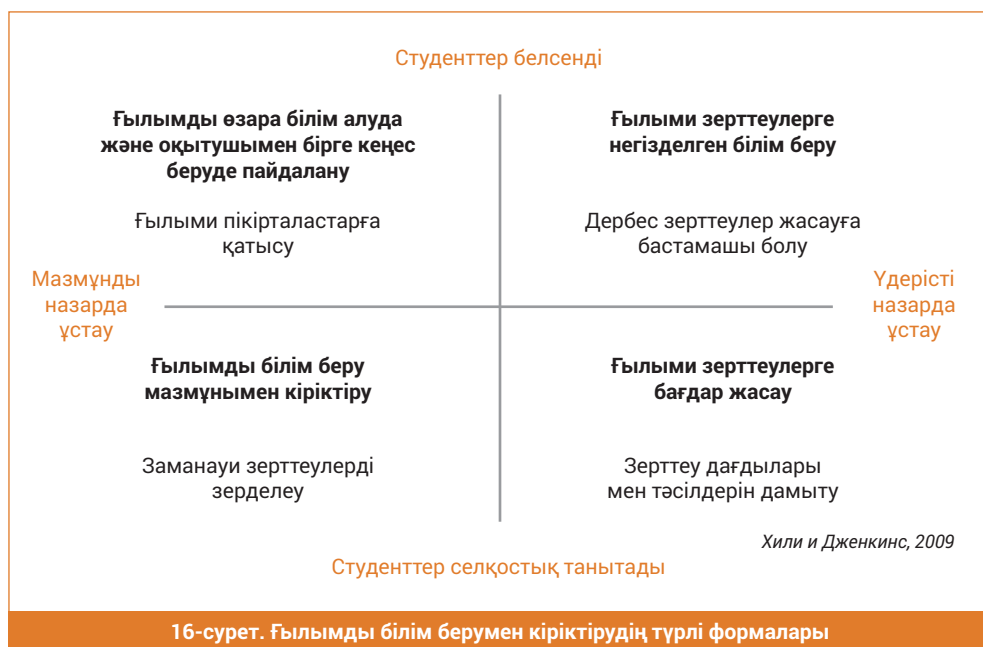 Студенттер белсенді
Ғылымды өзара білім алуда
және оқытушымен бірге кеңес
беруде пайдалану
Ғылыми пікірталастарға
қатысу
Ғылыми зерттеулерге
негізделген білім беру
Дербес зерттеулер жасауға
бастамашы болу
Мазмұнды
назарда
ұстау
Үдерісті
назарда
ұстау
Ғылымды білім беру
мазмұнымен кіріктіру
Заманауи зерттеулерді
зерделеу
Ғылыми зерттеулерге
бағдар жасау
Зерттеу дағдылары
мен тәсілдерін дамыту
Хили и Дженкинс, 2009
Студенттер селқостық танытады
16-сурет. Ғылымды білім берумен кіріктірудің түрлі формалары